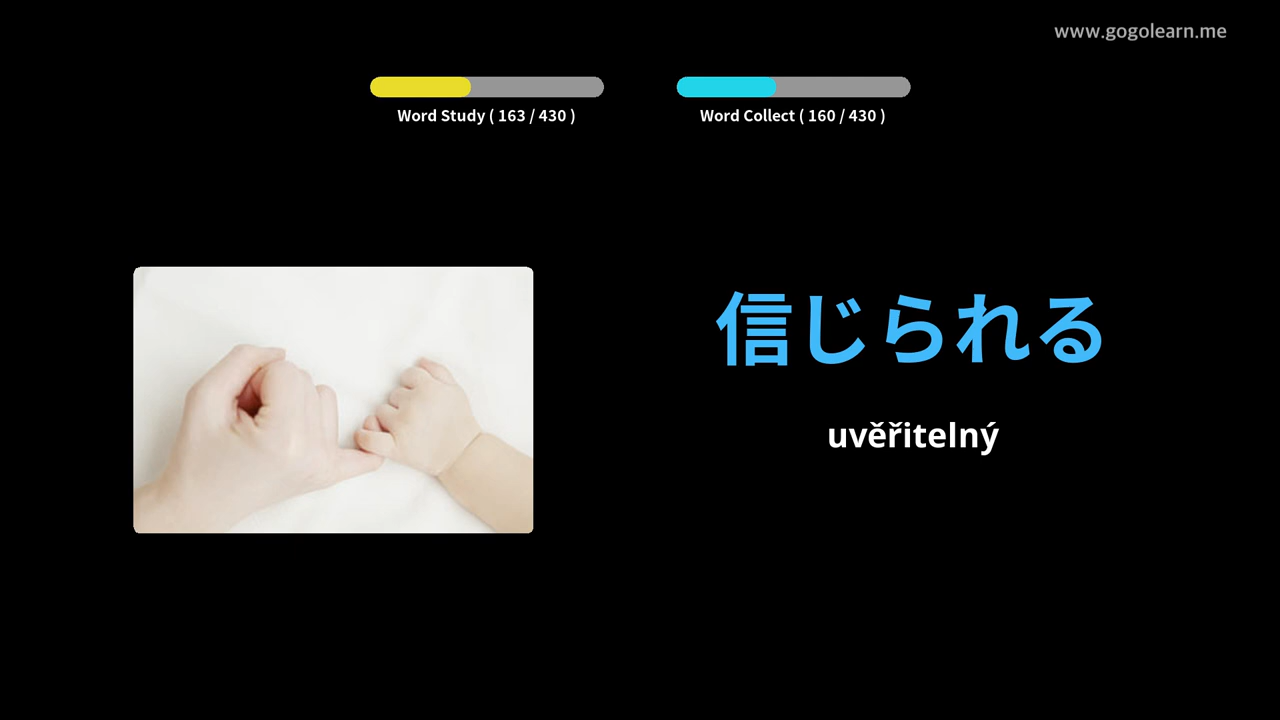 www.gogolearn.me
Word Study ( 163 / 430 )
Word Collect ( 160 / 430 )
信じられる
uvěřitelný